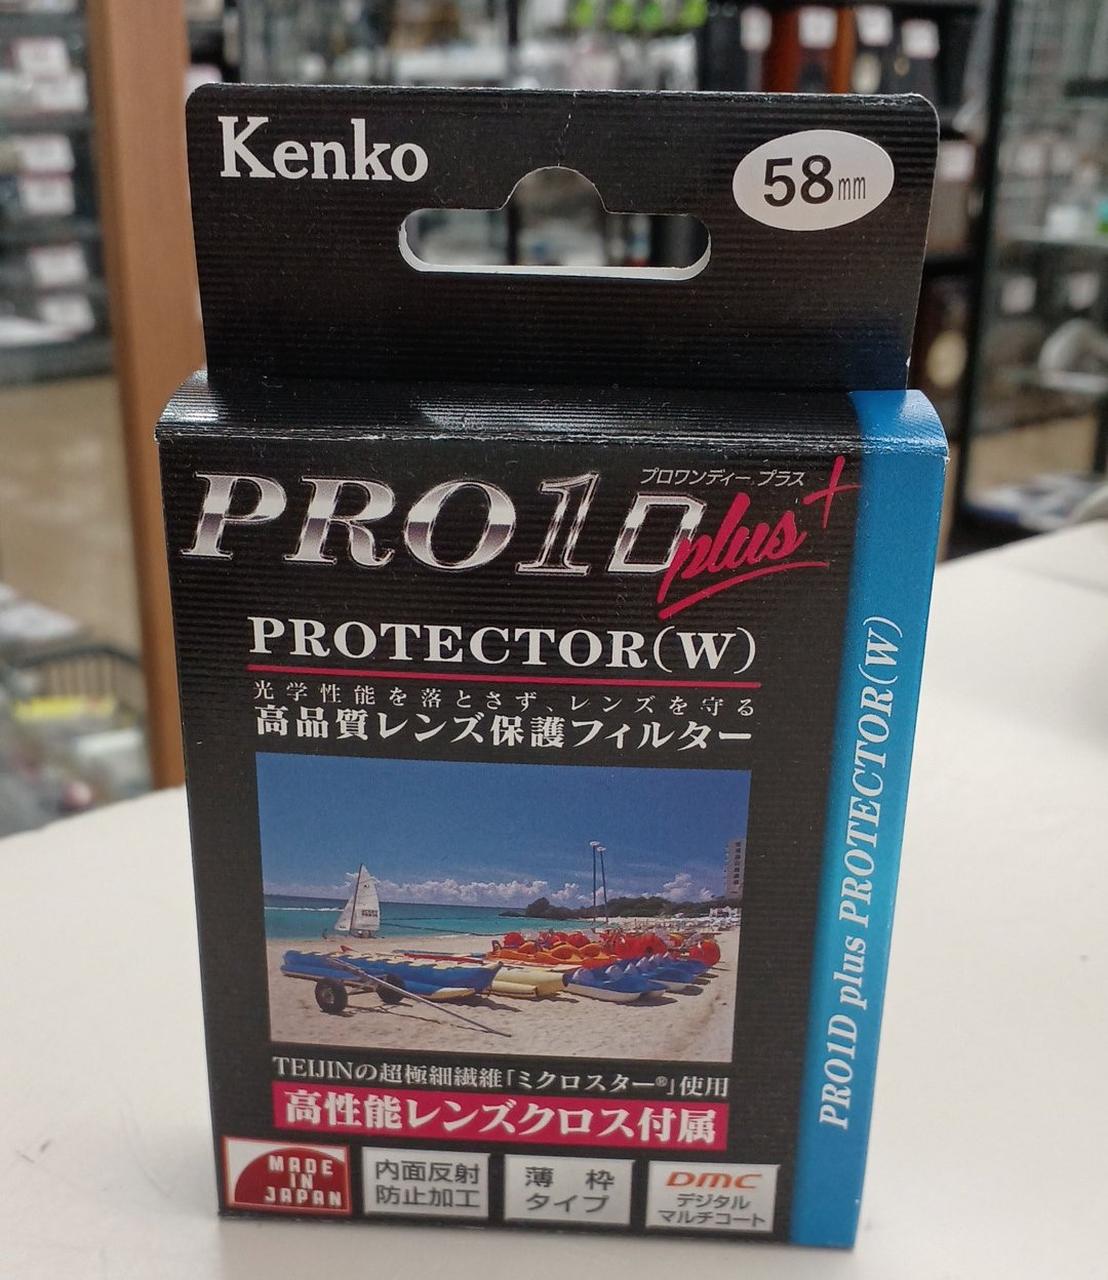 Kenko
58mm
プロワンディー プラス
PRO1D plus+
PROTECTOR(W)
光学性能を落とさず、レンズを守る
高品質レンズ保護フィルター
TEIJINの超極細繊維「ミクロスター®」使用
高性能レンズクロス付属
MADE
IN
JAPAN
内面反射
防止加工
薄枠
タイプ
DMC
デジタル
マルチコート
PRO1D plus PROTECTOR(W)